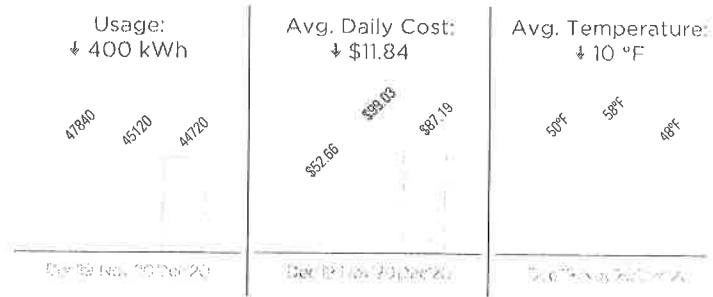 Usage:
↓ 400 kWh
47840
45120
44720
Avg. Daily Cost:
↓ $11.84
$52.66
$99.03
$87.19
Avg. Temperature:
↓ 10 °F
50°F
58°F
48°F